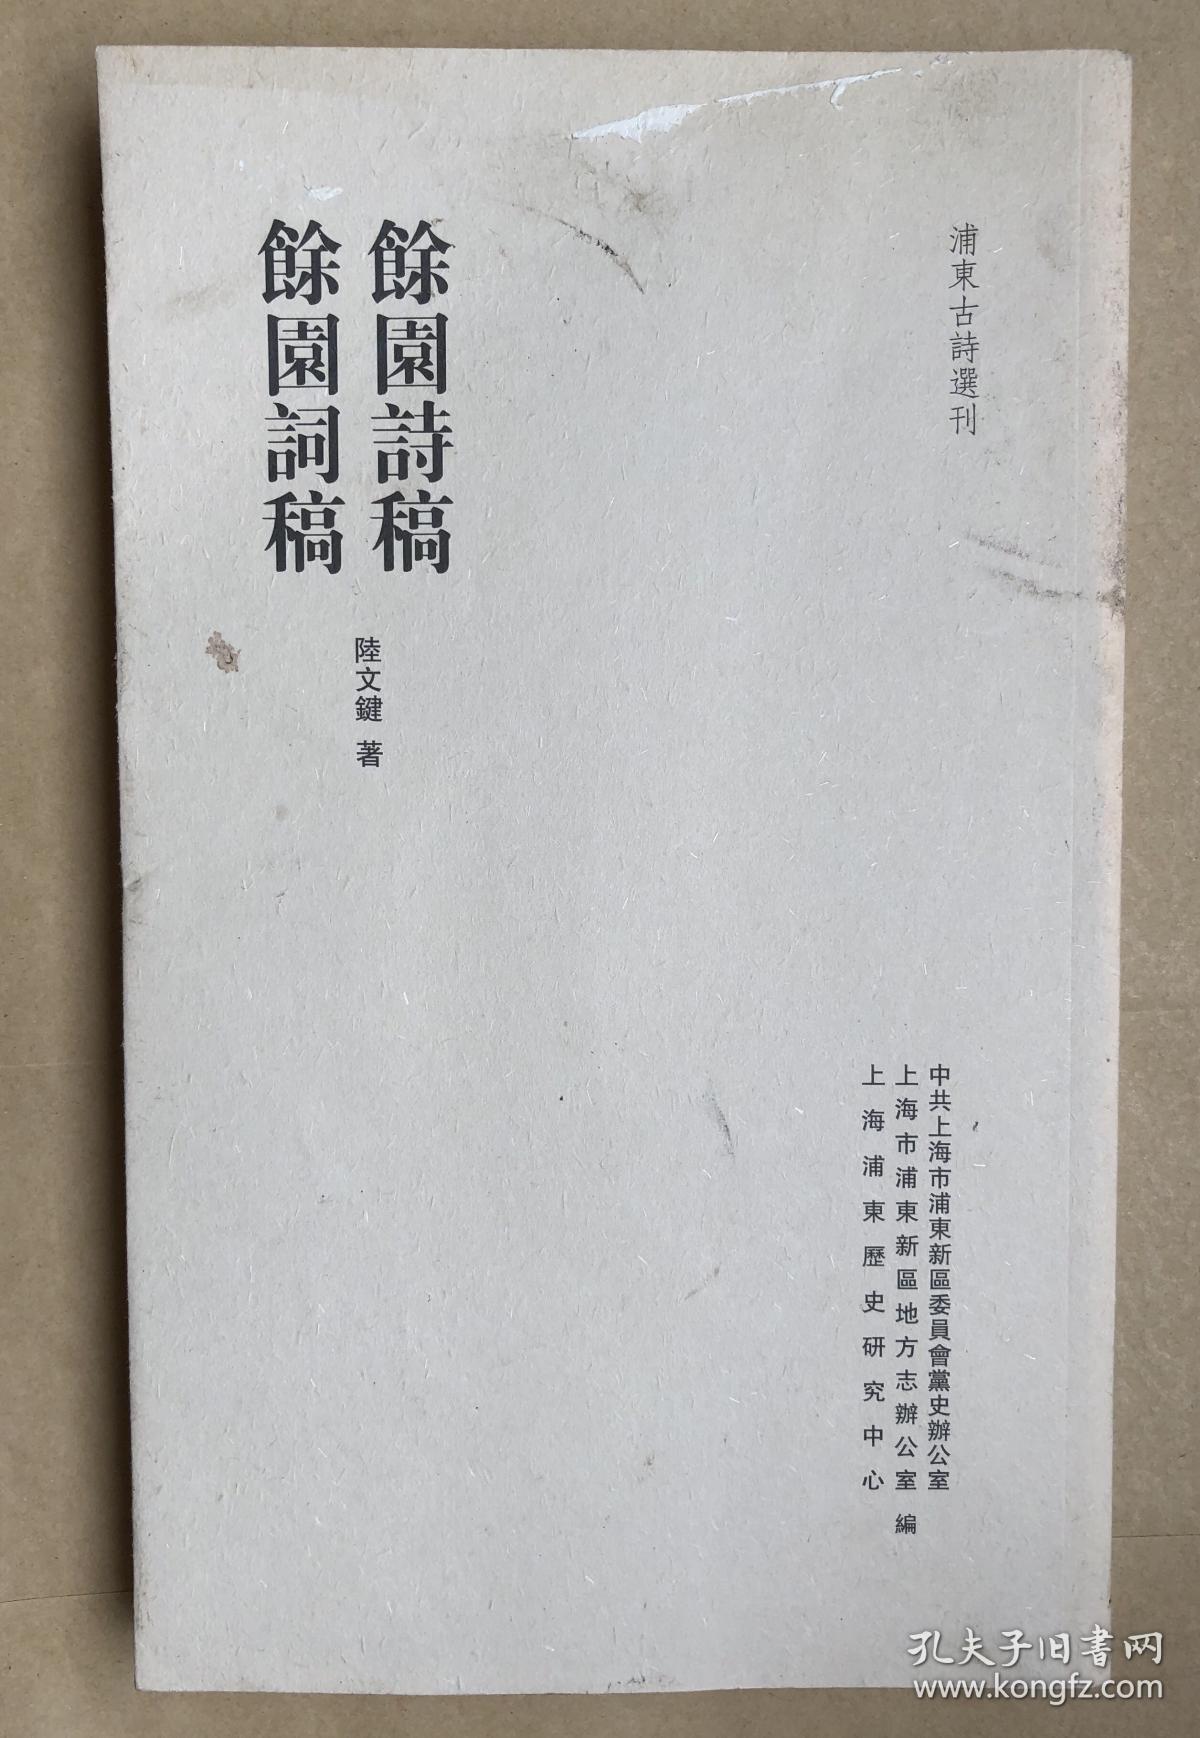 浦東古詩選刊
餘園詩稿
餘園詞稿
陸文鍵 著
中共上海市浦東新區委員會黨史辦公室
上海市浦東新區地方志辦公室 編
上海浦東歷史研究中心
孔夫子旧书网
www.kongfz.com